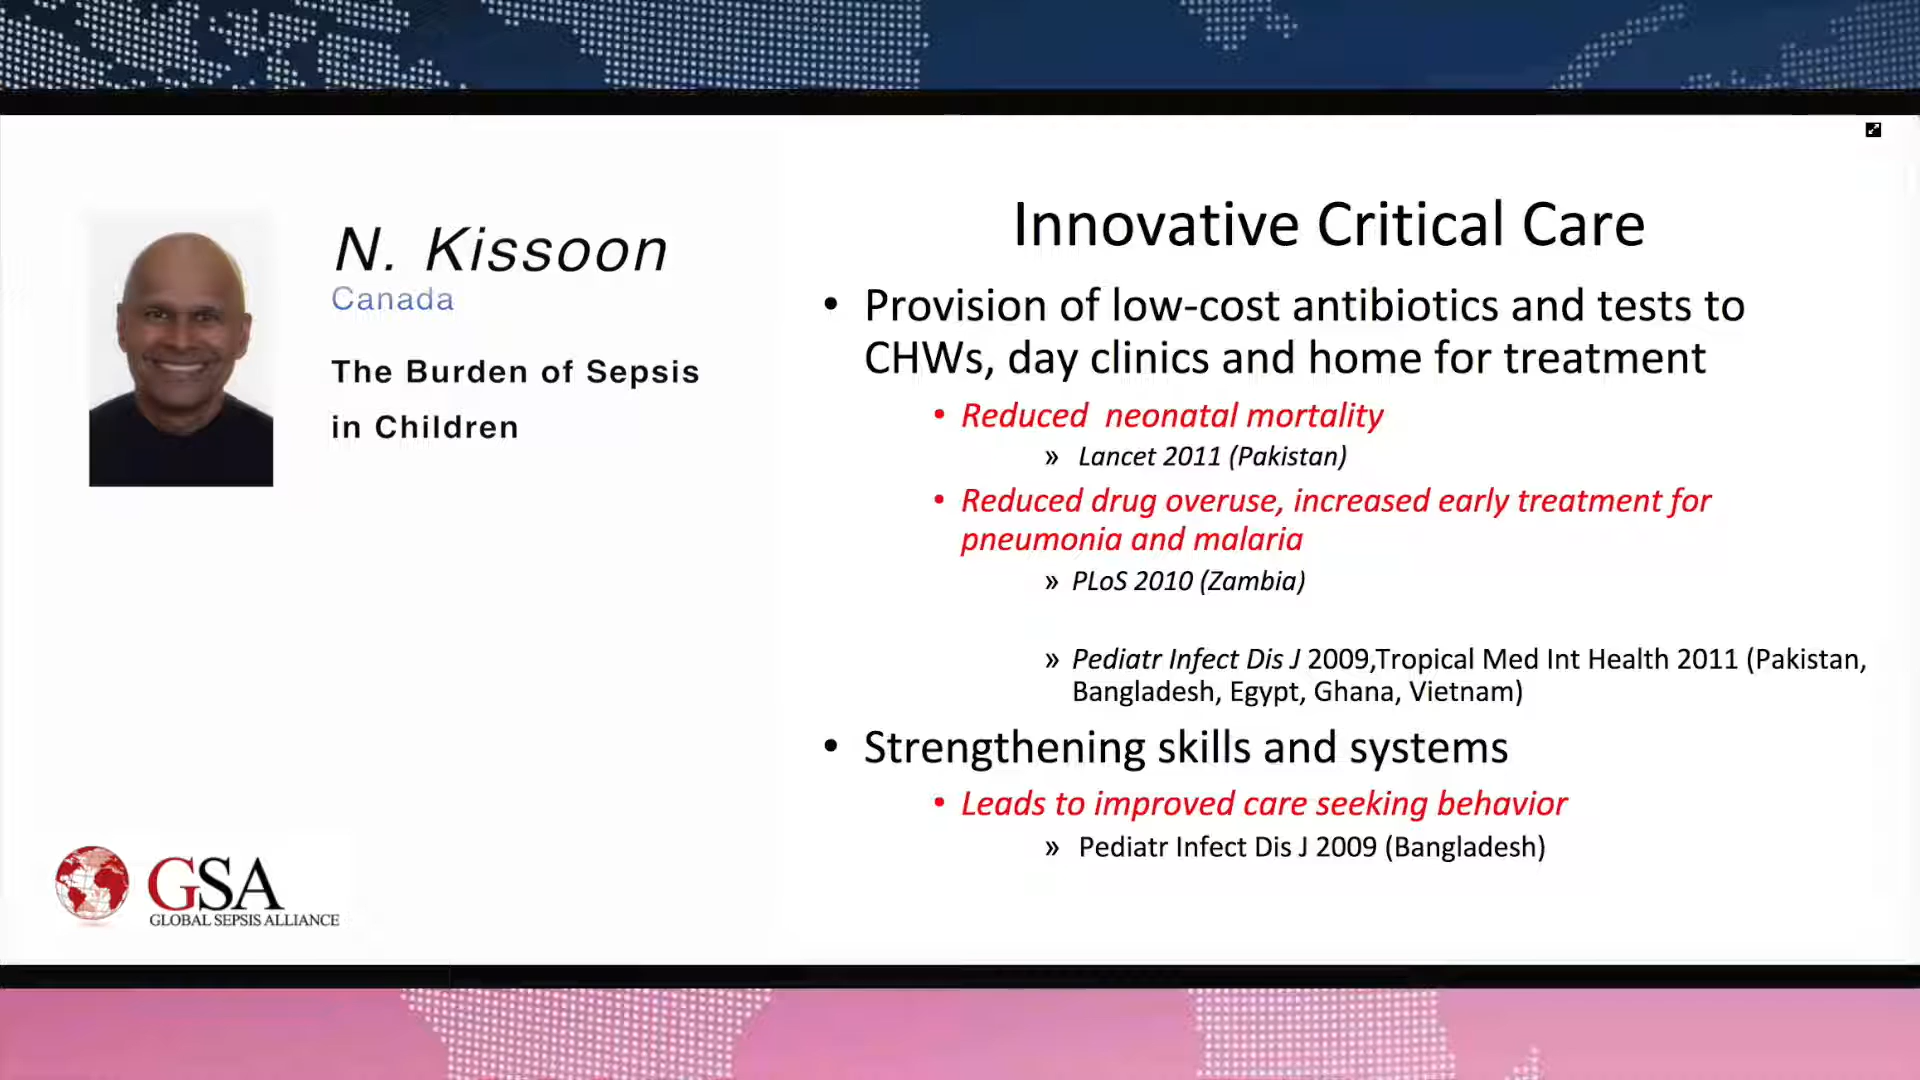 N. Kissoon
Canada
The Burden of Sepsis
in Children
GSA
GLOBAL SEPSIS ALLIANCE
Innovative Critical Care
• Provision of low-cost antibiotics and tests to
CHWs, day clinics and home for treatment
• Reduced neonatal mortality
» Lancet 2011 (Pakistan)
• Reduced drug overuse, increased early treatment for
pneumonia and malaria
» PLoS 2010 (Zambia)
» Pediatr Infect Dis J 2009,Tropical Med Int Health 2011 (Pakistan,
Bangladesh, Egypt, Ghana, Vietnam)
• Strengthening skills and systems
• Leads to improved care seeking behavior
» Pediatr Infect Dis J 2009 (Bangladesh)